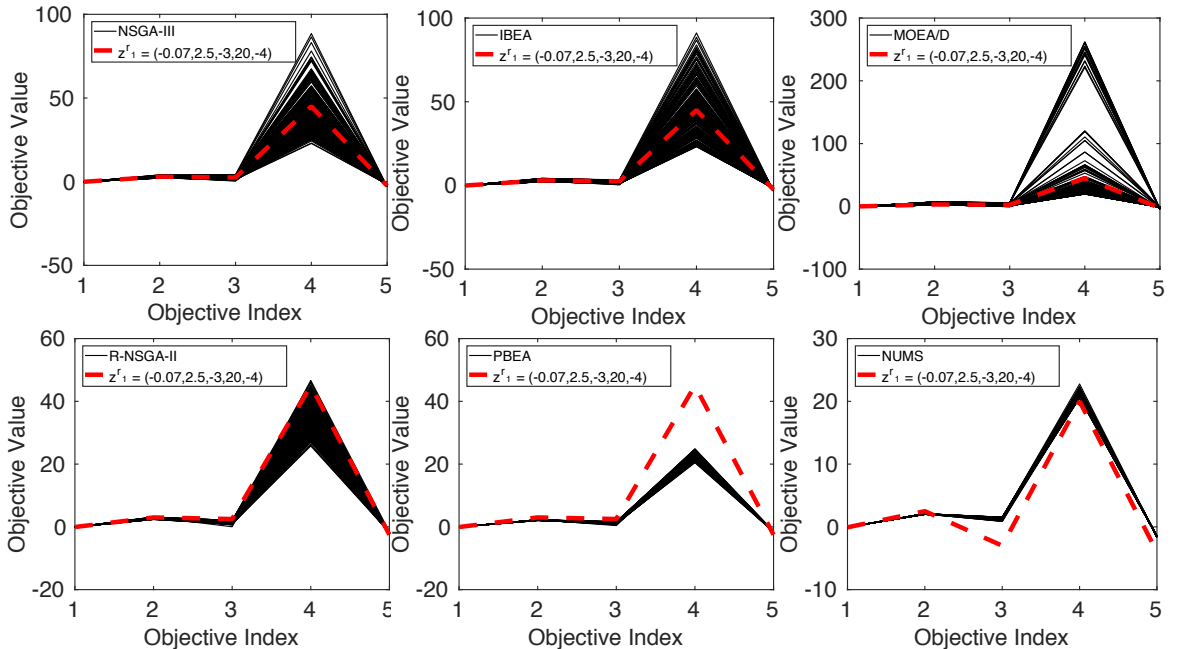 NSGA-III
z^r_1 = (-0.07,2.5,-3,20,-4)
Objective Value
100
50
0
-50
1 2 3 4 5
Objective Index
IBEA
z^r_1 = (-0.07,2.5,-3,20,-4)
Objective Value
100
50
0
-50
1 2 3 4 5
Objective Index
MOEA/D
z^r_1 = (-0.07,2.5,-3,20,-4)
Objective Value
300
200
100
0
-100
1 2 3 4 5
Objective Index
R-NSGA-II
z^r_1 = (-0.07,2.5,-3,20,-4)
Objective Value
60
40
20
0
-20
1 2 3 4 5
Objective Index
PBEA
z^r_1 = (-0.07,2.5,-3,20,-4)
Objective Value
60
40
20
0
-20
1 2 3 4 5
Objective Index
NUMS
z^r_1 = (-0.07,2.5,-3,20,-4)
Objective Value
30
20
10
0
-10
1 2 3 4 5
Objective Index